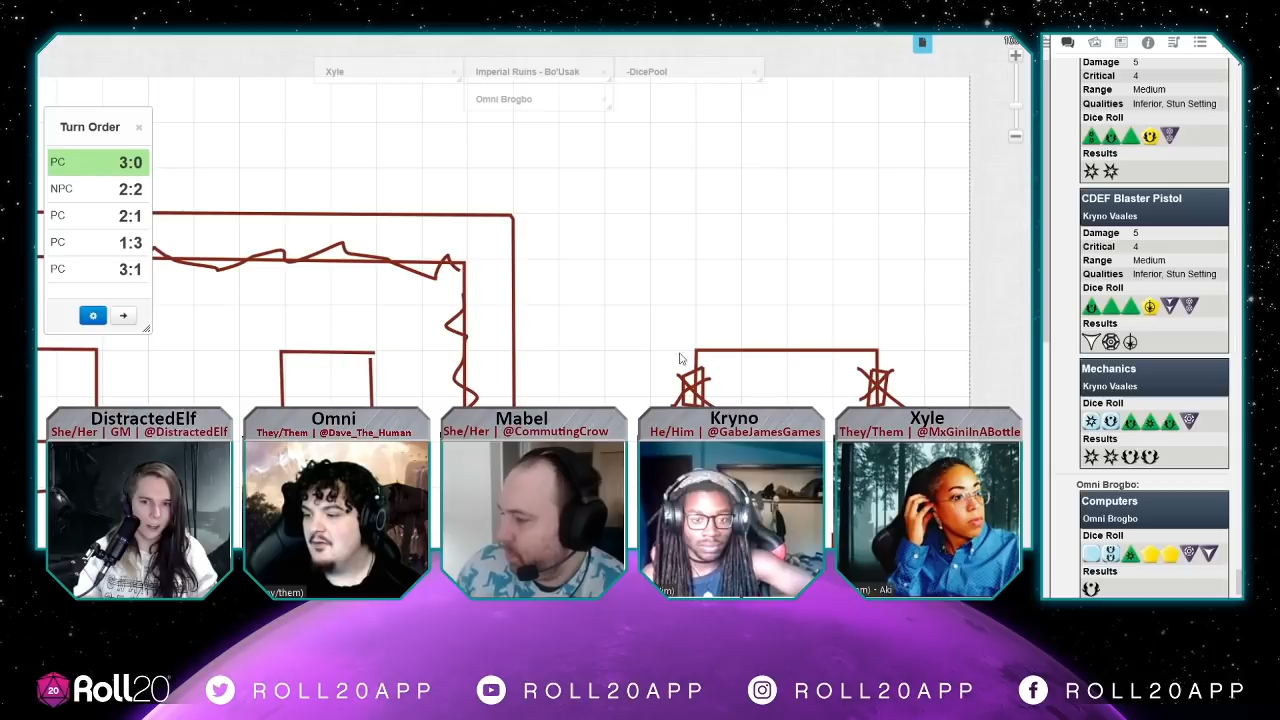 Xyle
Imperial Ruins - Bo'Usak
-DicePool
Omni Brogbo
Turn Order
PC 3:0
NPC 2:2
PC 2:1
PC 1:3
PC 3:1
Damage 5
Critical 4
Range Medium
Qualities Inferior, Stun Setting
Dice Roll
Results
CDEF Blaster Pistol
Kryno Vaales
Damage 5
Critical 4
Range Medium
Qualities Inferior, Stun Setting
Dice Roll
Results
Mechanics
Kryno Vaales
Dice Roll
Results
Omni Brogbo:
Computers
Omni Brogbo
Dice Roll
Results
DistractedElf
She/Her | GM | @DistractedElf
Omni
They/Them | @Dave_The_Human
Mabel
She/Her | @CommutingCrow
Kryno
He/Him | @GabeJamesGames
Xyle
They/Them | @MxGiniInABottle
20 Roll20
ROLL20APP
ROLL20APP
ROLL20APP
ROLL20APP